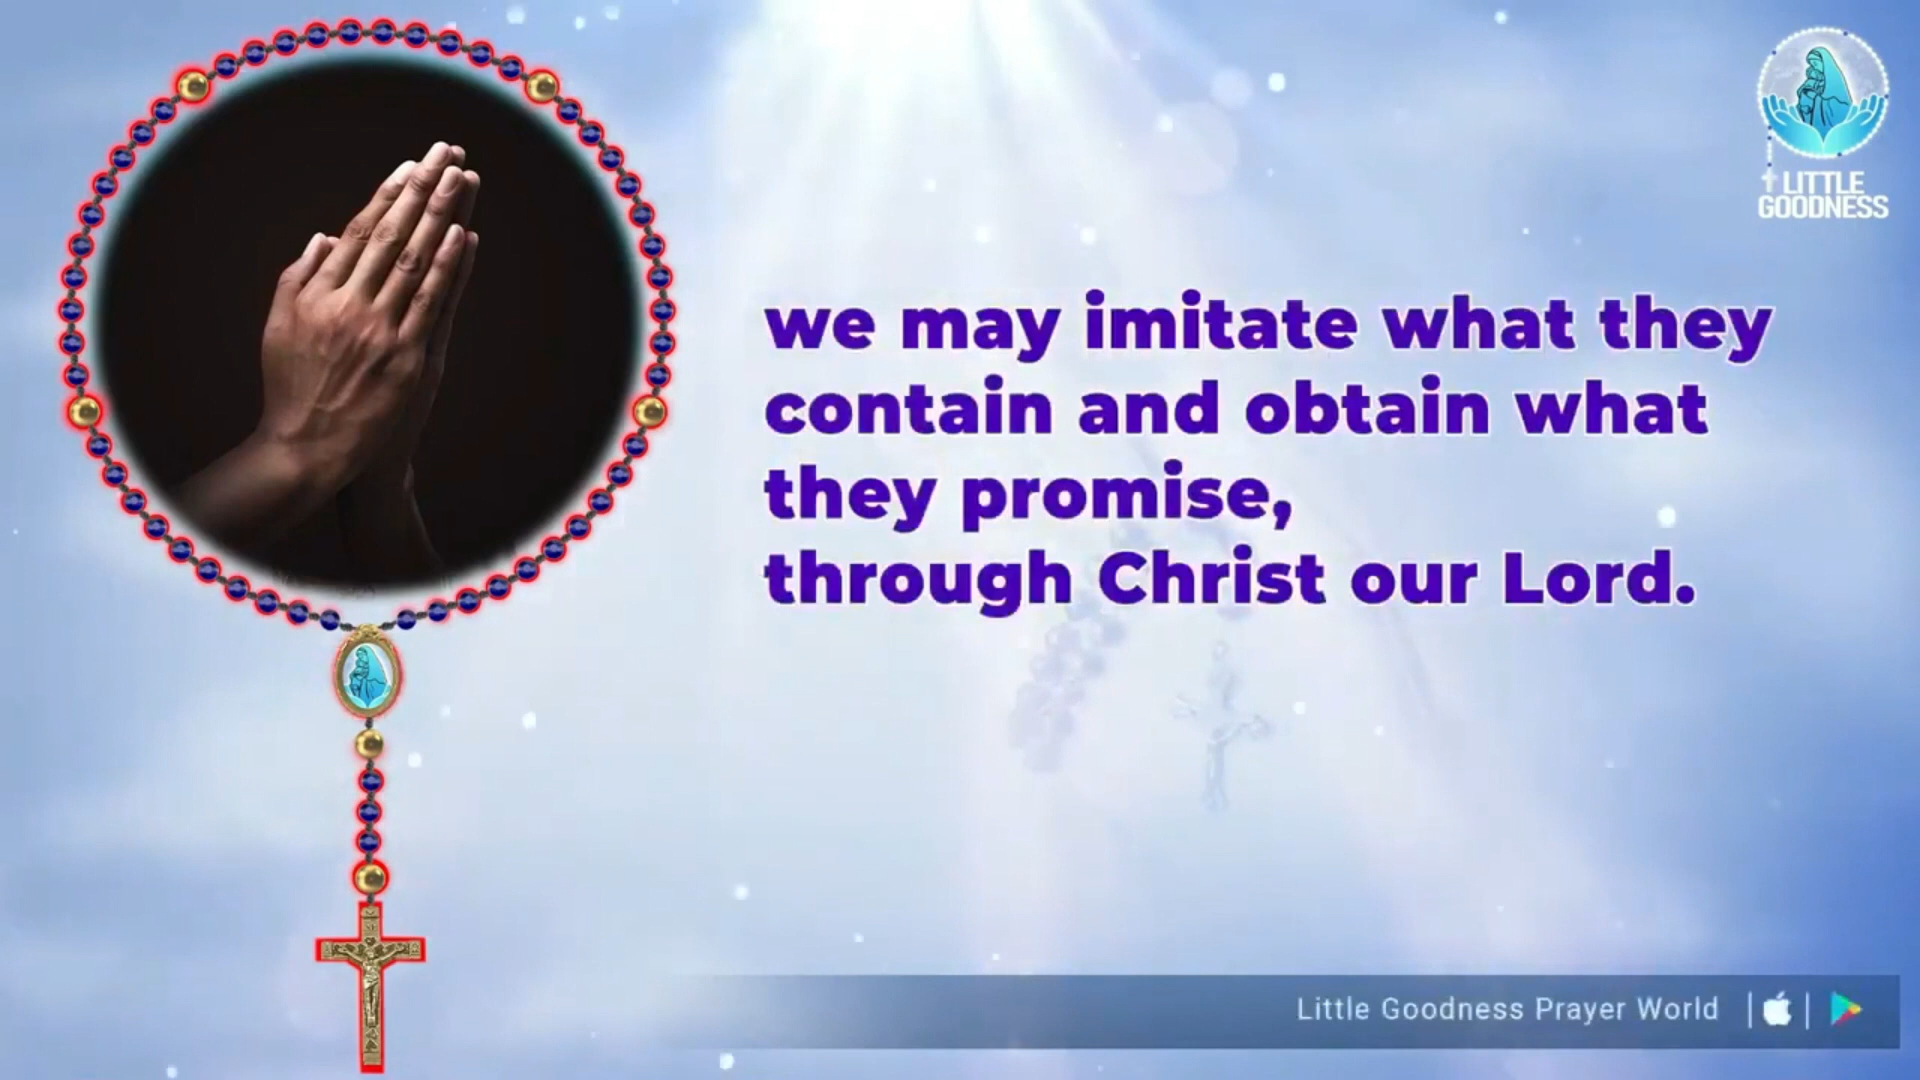 LITTLE
GOODNESS
we may imitate what they
contain and obtain what
they promise,
through Christ our Lord.
Little Goodness Prayer World